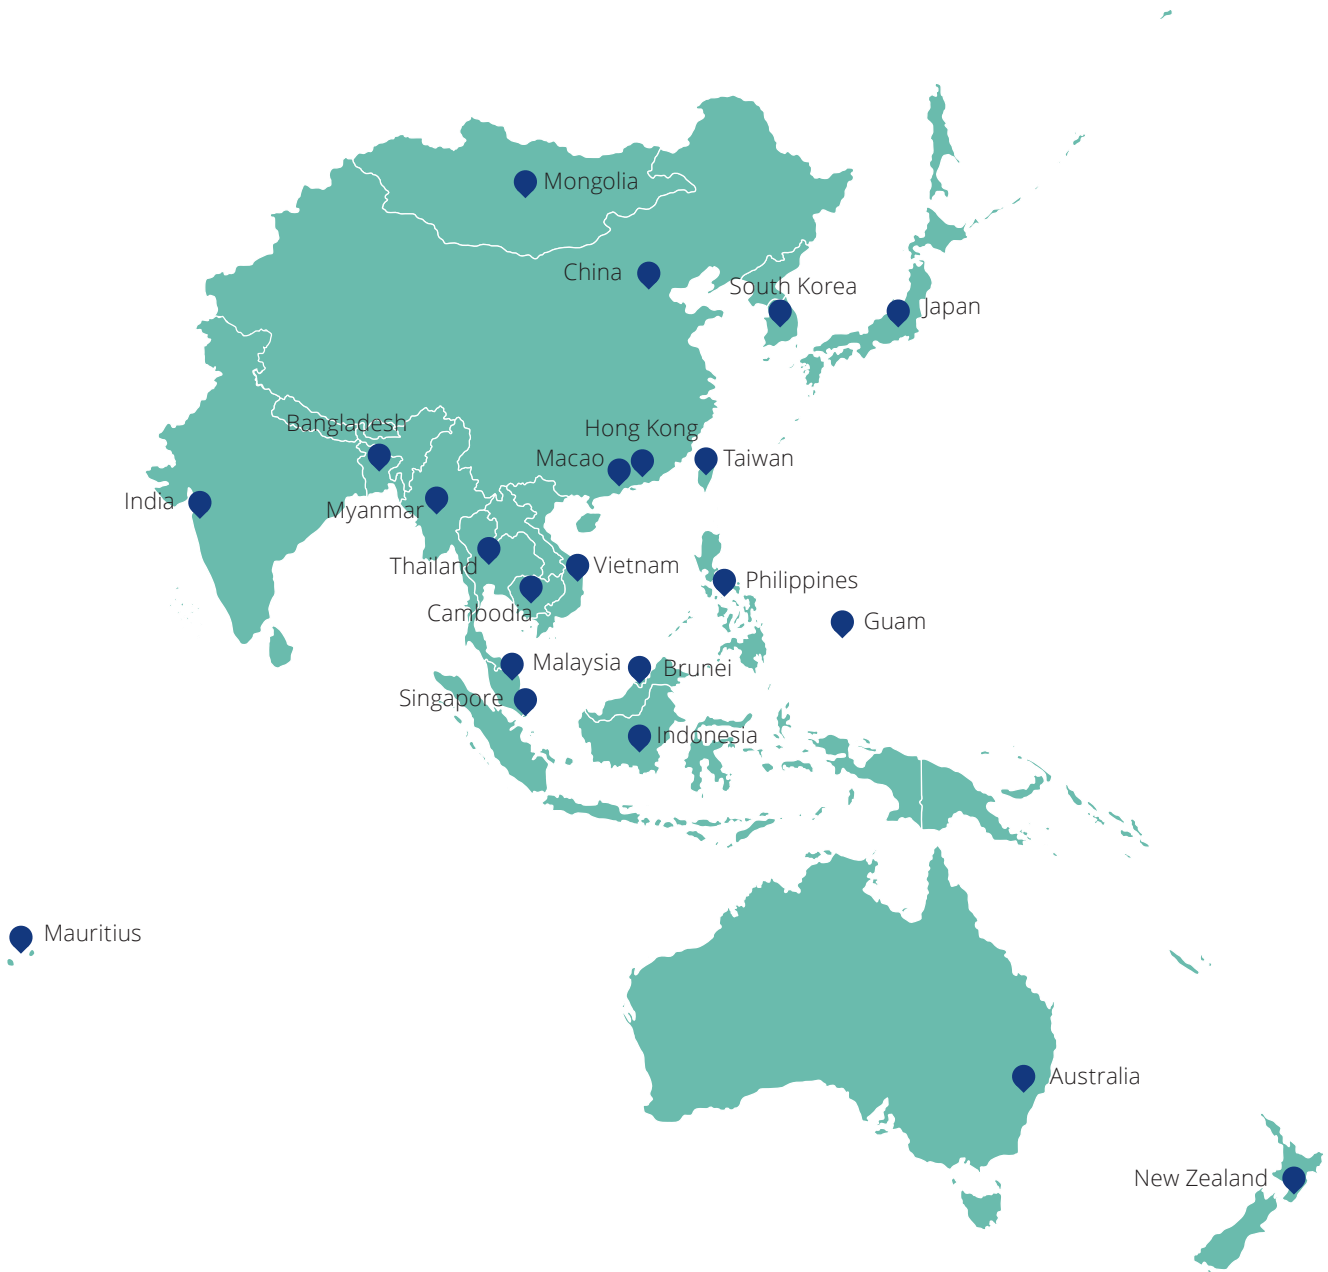 Mongolia
China
South Korea
Japan
Bangladesh
Hong Kong
Macao
Taiwan
India
Myanmar
Thailand
Vietnam
Philippines
Cambodia
Guam
Malaysia
Brunei
Singapore
Indonesia
Mauritius
Australia
New Zealand